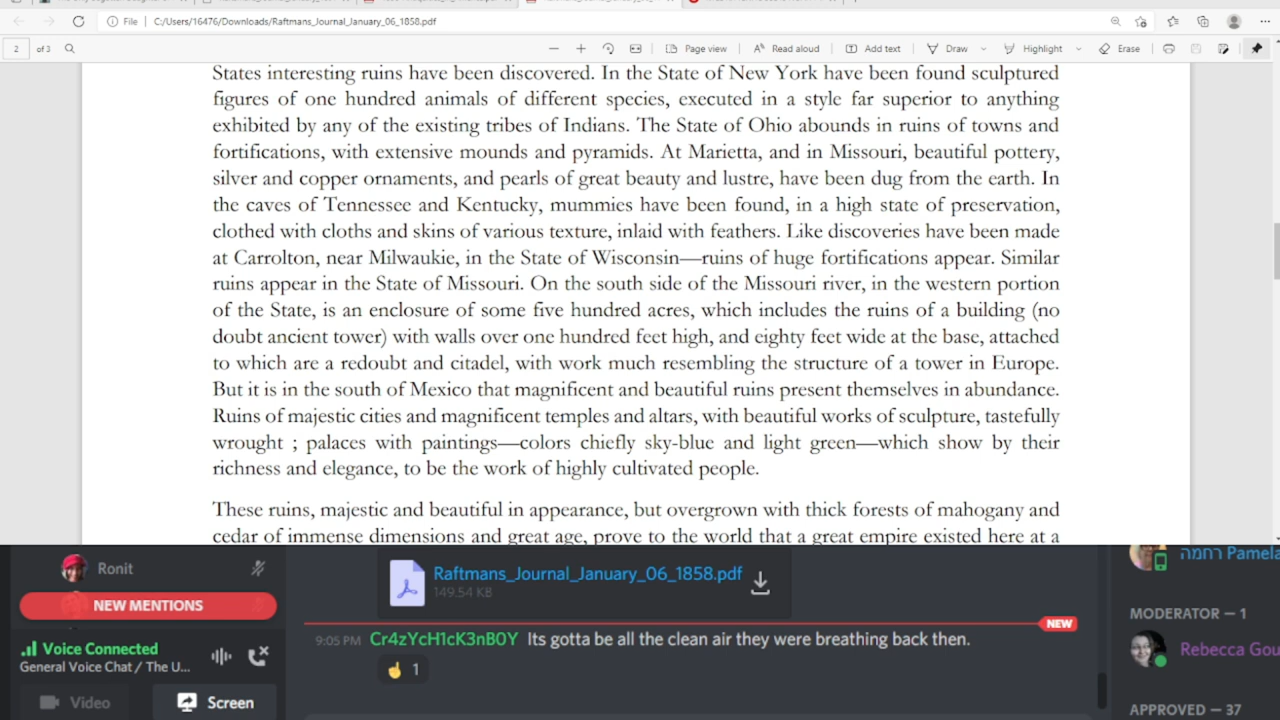 File
C:/Users/16476/Downloads/Raftmans_Journal_January_06_1858.pdf
2 of 3
Page view
Read aloud
Add text
Draw
Highlight
Erase
States interesting ruins have been discovered. In the State of New York have been found sculptured
figures of one hundred animals of different species, executed in a style far superior to anything
exhibited by any of the existing tribes of Indians. The State of Ohio abounds in ruins of towns and
fortifications, with extensive mounds and pyramids. At Marietta, and in Missouri, beautiful pottery,
silver and copper ornaments, and pearls of great beauty and lustre, have been dug from the earth. In
the caves of Tennessee and Kentucky, mummies have been found, in a high state of preservation,
clothed with cloths and skins of various texture, inlaid with feathers. Like discoveries have been made
at Carrolton, near Milwaukie, in the State of Wisconsin—ruins of huge fortifications appear. Similar
ruins appear in the State of Missouri. On the south side of the Missouri river, in the western portion
of the State, is an enclosure of some five hundred acres, which includes the ruins of a building (no
doubt ancient tower) with walls over one hundred feet high, and eighty feet wide at the base, attached
to which are a redoubt and citadel, with work much resembling the structure of a tower in Europe.
But it is in the south of Mexico that magnificent and beautiful ruins present themselves in abundance.
Ruins of majestic cities and magnificent temples and altars, with beautiful works of sculpture, tastefully
wrought ; palaces with paintings—colors chiefly sky-blue and light green—which show by their
richness and elegance, to be the work of highly cultivated people.
These ruins, majestic and beautiful in appearance, but overgrown with thick forests of mahogany and
cedar of immense dimensions and great age, prove to the world that a great empire existed here at a
Ronit
NEW MENTIONS
Voice Connected
General Voice Chat / The U...
Video
Screen
Raftmans_Journal_January_06_1858.pdf
149.54 KB
NEW
9:05 PM Cr4zYcH1cK3nB0Y Its gotta be all the clean air they were breathing back then.
1
רחמה Pamela
MODERATOR — 1
Rebecca Gou
APPROVED — 37